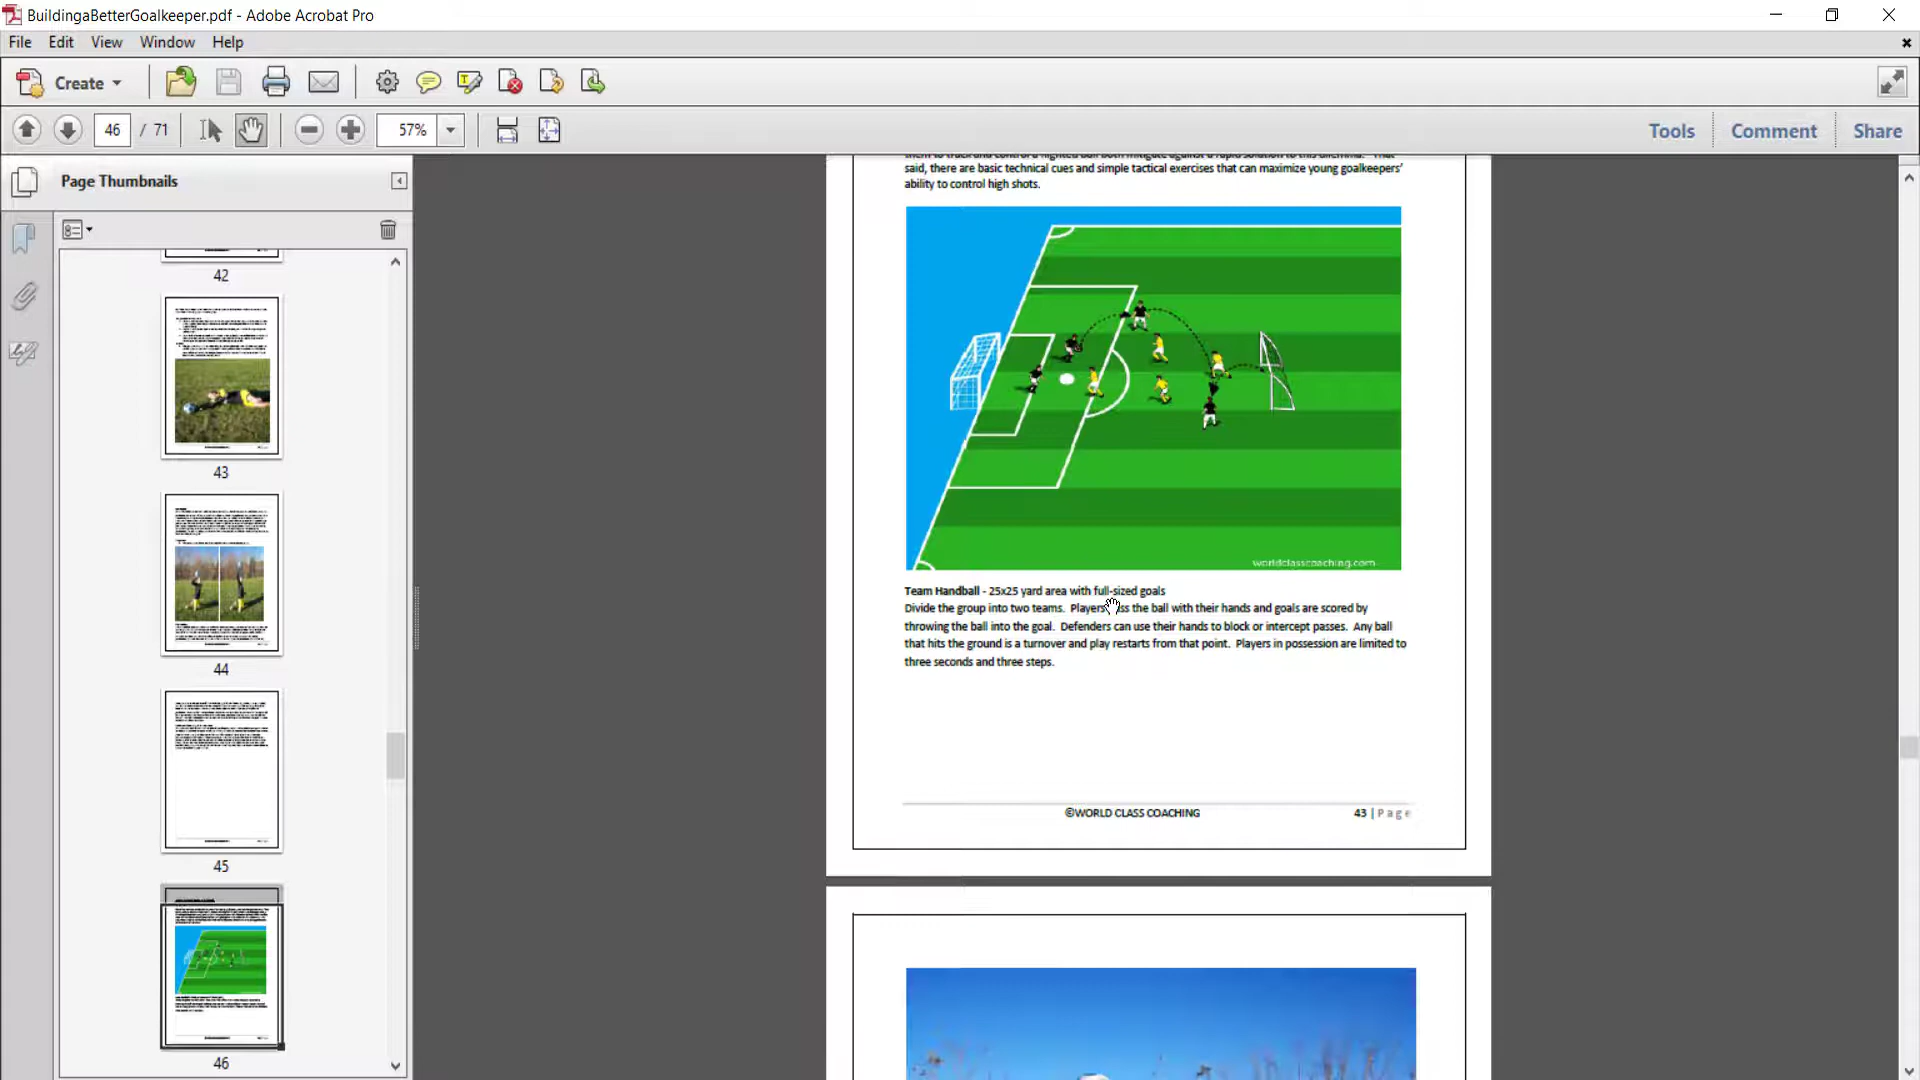 BuildingaBetterGoalkeeper.pdf - Adobe Acrobat Pro
File Edit View Window Help
Create
46 / 71
57%
Tools Comment Share
Page Thumbnails
42
43
44
45
46
said, there are basic technical cues and simple tactical exercises that can maximize young goalkeepers'
ability to control high shots.
worldclasscoaching.com
Team Handball - 25x25 yard area with full-sized goals
Divide the group into two teams. Players the ball with their hands and goals are scored by
throwing the ball into the goal. Defenders can use their hands to block or intercept passes. Any ball
that hits the ground is a turnover and play restarts from that point. Players in possession are limited to
three seconds and three steps.
©WORLD CLASS COACHING 43 | Page